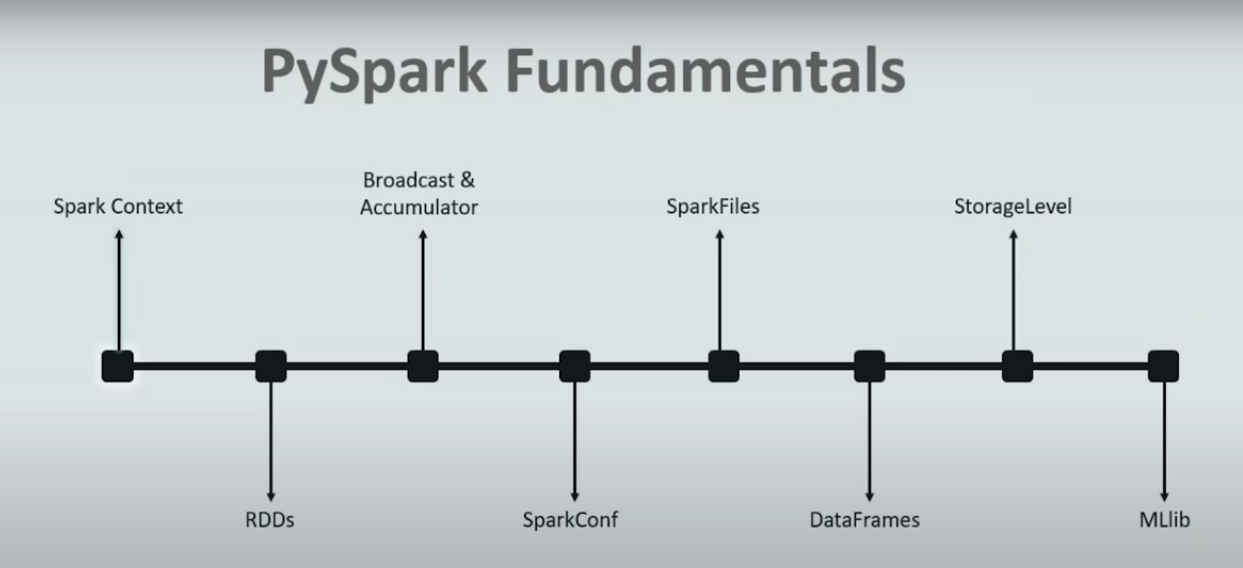 PySpark Fundamentals
Broadcast &
Accumulator
Spark Context
SparkFiles
StorageLevel
RDDs
SparkConf
DataFrames
MLlib